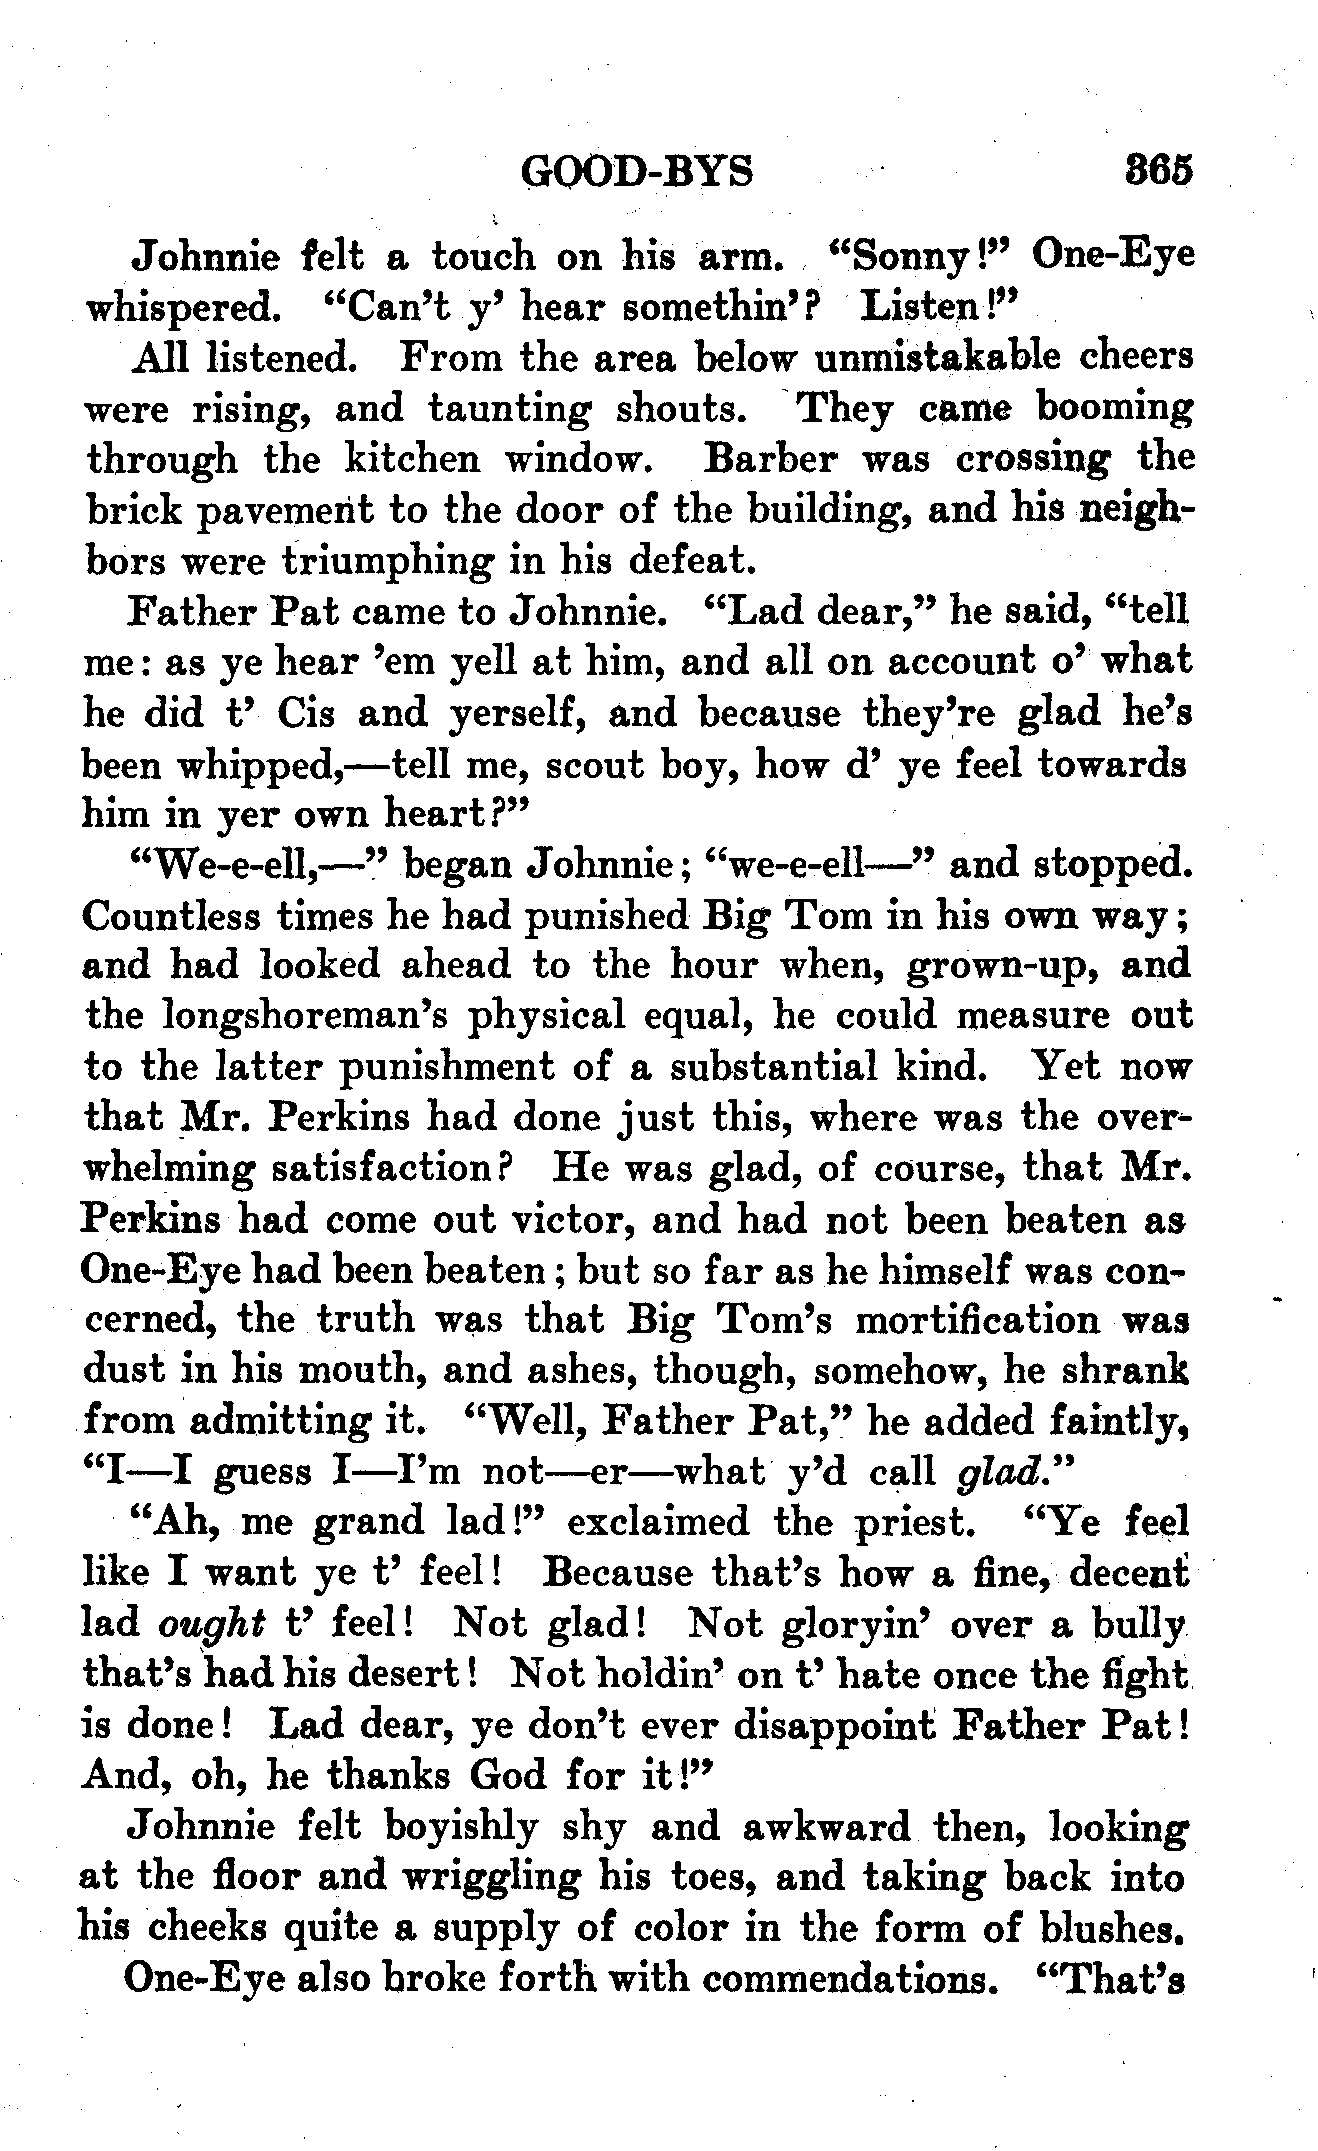 GOOD-BYS 365
Johnnie felt a touch on his arm. “Sonny!” One-Eye
whispered. “Can’t y’ hear somethin’? Listen!”
All listened. From the area below unmistakable cheers
were rising, and taunting shouts. They came booming
through the kitchen window. Barber was crossing the
brick pavement to the door of the building, and his neigh-
bors were triumphing in his defeat.
Father Pat came to Johnnie. “Lad dear,” he said, “tell
me: as ye hear ’em yell at him, and all on account o’ what
he did t’ Cis and yerself, and because they’re glad he’s
been whipped,—tell me, scout boy, how d’ ye feel towards
him in yer own heart?”
“We-e-ell,—” began Johnnie; “we-e-ell—” and stopped.
Countless times he had punished Big Tom in his own way;
and had looked ahead to the hour when, grown-up, and
the longshoreman’s physical equal, he could measure out
to the latter punishment of a substantial kind. Yet now
that Mr. Perkins had done just this, where was the over-
whelming satisfaction? He was glad, of course, that Mr.
Perkins had come out victor, and had not been beaten as
One-Eye had been beaten; but so far as he himself was con-
cerned, the truth was that Big Tom’s mortification was
dust in his mouth, and ashes, though, somehow, he shrank
from admitting it. “Well, Father Pat,” he added faintly,
“I—I guess I—I’m not—er—what y’d call glad.”
“Ah, me grand lad!” exclaimed the priest. “Ye feel
like I want ye t’ feel! Because that’s how a fine, decent
lad ought t’ feel! Not glad! Not gloryin’ over a bully
that’s had his desert! Not holdin’ on t’ hate once the fight
is done! Lad dear, ye don’t ever disappoint Father Pat!
And, oh, he thanks God for it!”
Johnnie felt boyishly shy and awkward then, looking
at the floor and wriggling his toes, and taking back into
his cheeks quite a supply of color in the form of blushes.
One-Eye also broke forth with commendations. “That’s